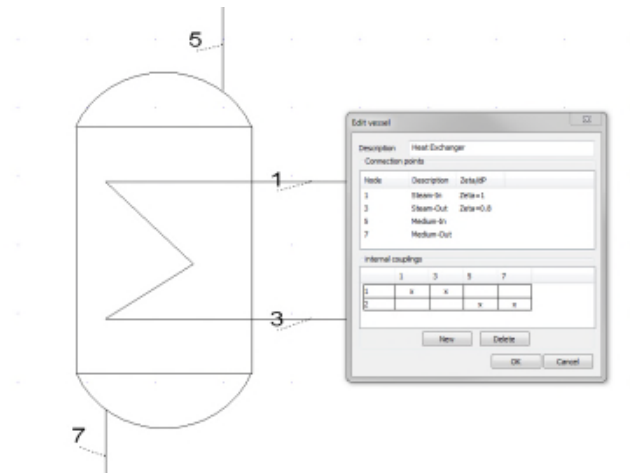 5
1
3
7
Edit vessel
Description Heat Exchanger
Connection points
Node Description Zeta/dP
1 Steam-In Zeta=1
3 Steam-Out Zeta=0.8
5 Medium-In
7 Medium-Out
Internal couplings
1 3 5 7
1 x x
2 x x
New Delete
OK Cancel